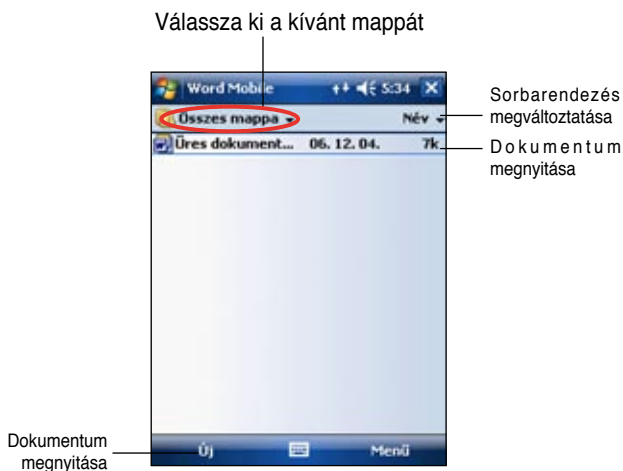 Válassza ki a kívánt mappát
Word Mobile 5:34
Összes mappa Név
Üres dokument... 06. 12. 04. 7k
Sorbarendezés
megváltoztatása
Dokumentum
megnyitása
Új Menü
Dokumentum
megnyitása